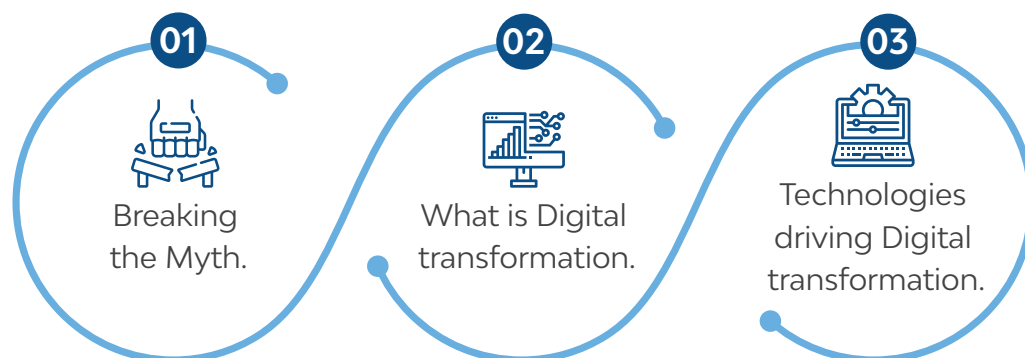 01
Breaking
the Myth.
02
What is Digital
transformation.
03
Technologies
driving Digital
transformation.